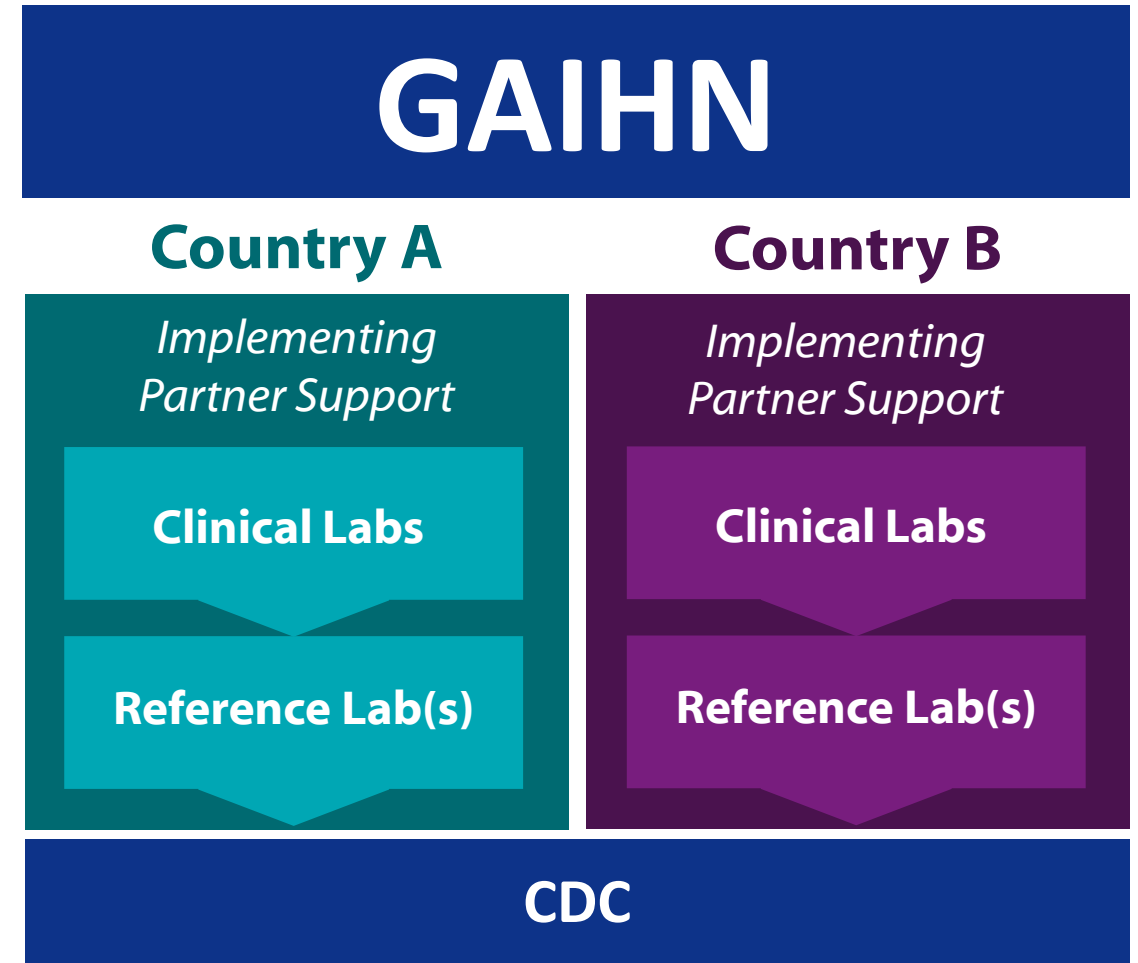 GAIHN
Country A
Implementing
Partner Support
Clinical Labs
Reference Lab(s)
Country B
Implementing
Partner Support
Clinical Labs
Reference Lab(s)
CDC